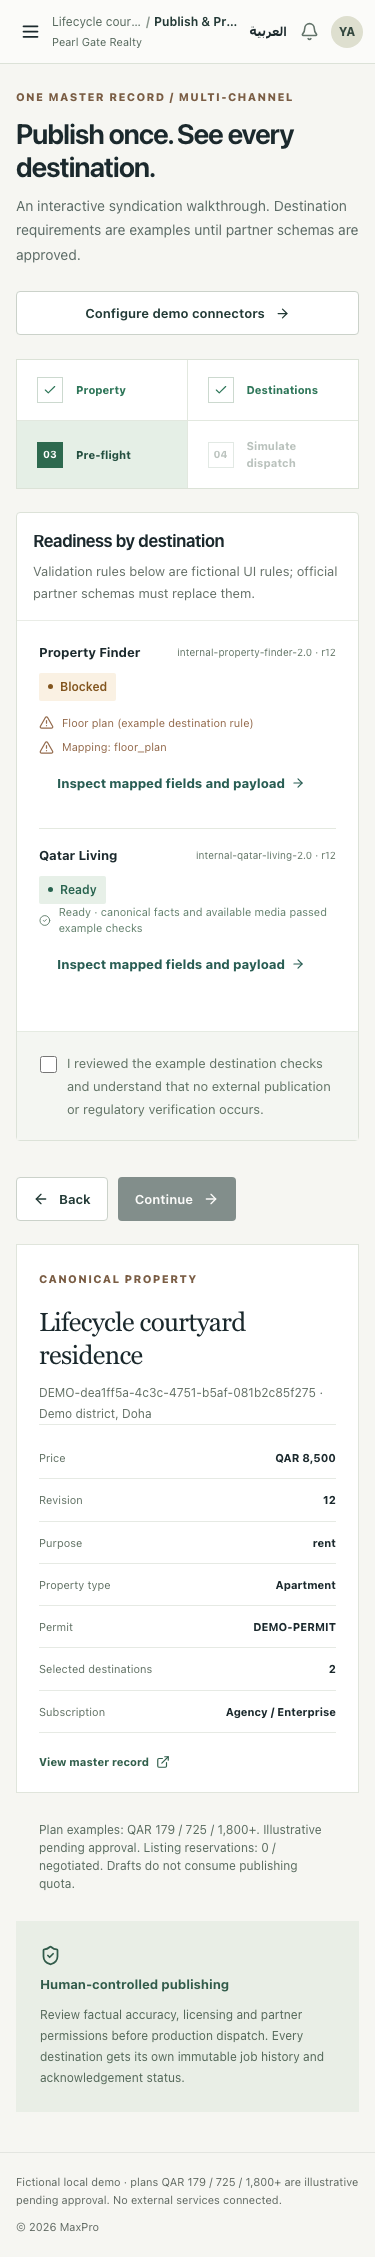 Lifecycle cour... / Publish & Pr...
Pearl Gate Realty
العربية
YA
ONE MASTER RECORD / MULTI-CHANNEL
Publish once. See every
destination.
An interactive syndication walkthrough. Destination
requirements are examples until partner schemas are
approved.
Configure demo connectors
Property
Destinations
03
Pre-flight
04
Simulate
dispatch
Readiness by destination
Validation rules below are fictional UI rules; official
partner schemas must replace them.
Property Finder
internal-property-finder-2.0 · r12
Blocked
Floor plan (example destination rule)
Mapping: floor_plan
Inspect mapped fields and payload
Qatar Living
internal-qatar-living-2.0 · r12
Ready
Ready · canonical facts and available media passed
example checks
Inspect mapped fields and payload
I reviewed the example destination checks
and understand that no external publication
or regulatory verification occurs.
Back
Continue
CANONICAL PROPERTY
Lifecycle courtyard
residence
DEMO-dea1ff5a-4c3c-4751-b5af-081b2c85f275 ·
Demo district, Doha
Price
QAR 8,500
Revision
12
Purpose
rent
Property type
Apartment
Permit
DEMO-PERMIT
Selected destinations
2
Subscription
Agency / Enterprise
View master record
Plan examples: QAR 179 / 725 / 1,800+. Illustrative
pending approval. Listing reservations: 0 /
negotiated. Drafts do not consume publishing
quota.
Human-controlled publishing
Review factual accuracy, licensing and partner
permissions before production dispatch. Every
destination gets its own immutable job history and
acknowledgement status.
Fictional local demo · plans QAR 179 / 725 / 1,800+ are illustrative
pending approval. No external services connected.
© 2026 MaxPro